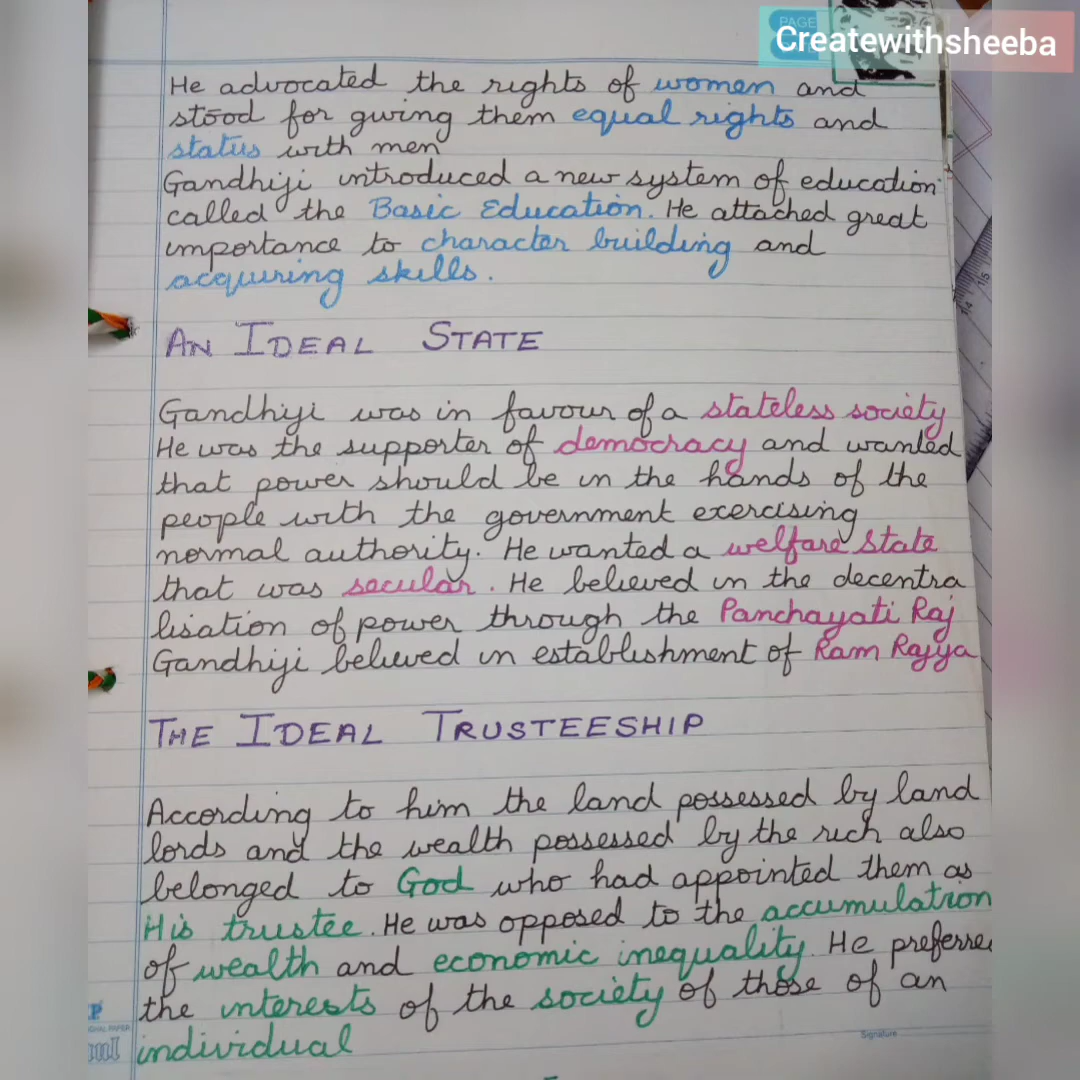 PAGE
Createwithsheeba
He advocated the rights of women and
stood for giving them equal rights and
status with men
Gandhiji introduced a new system of education
called the Basic Education. He attached great
importance to character building and
acquiring skills.
AN IDEAL STATE
Gandhiji was in favour of a stateless society
He was the supporter of democracy and wanted
that power should be in the hands of the
people with the government exercising
normal authority. He wanted a welfare State
that was secular. He believed in the decentra
lisation of power through the Panchayati Raj
Gandhiji believed in establishment of Ram Rajya
THE IDEAL TRUSTEESHIP
According to him the land possessed by land
lords and the wealth possessed by the rich also
belonged to God who had appointed them as
His trustee. He was opposed to the accumulation
of wealth and economic inequality. He preferre
the interests of the society of those of an
individual
Signature
14 15